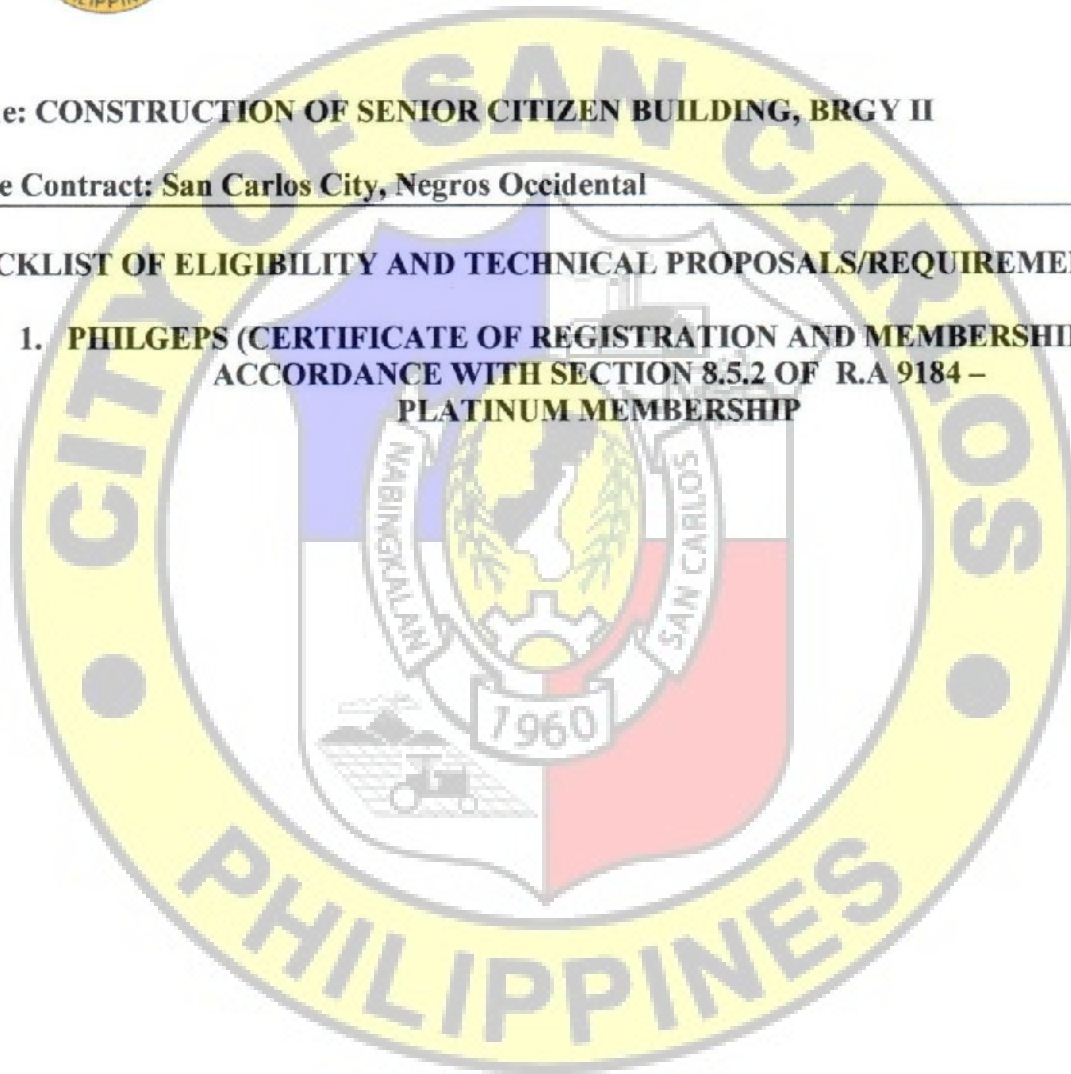 e: CONSTRUCTION OF SENIOR CITIZEN BUILDING, BRGY II
e Contract: San Carlos City, Negros Occidental
CKLIST OF ELIGIBILITY AND TECHNICAL PROPOSALS/REQUIREME
1. PHILGEPS (CERTIFICATE OF REGISTRATION AND MEMBERSHI
ACCORDANCE WITH SECTION 8.5.2 OF R.A 9184 –
PLATINUM MEMBERSHIP
CITY OF SAN CARLOS
NABINGKALAN
SAN CARLOS
1960
PHILIPPINES